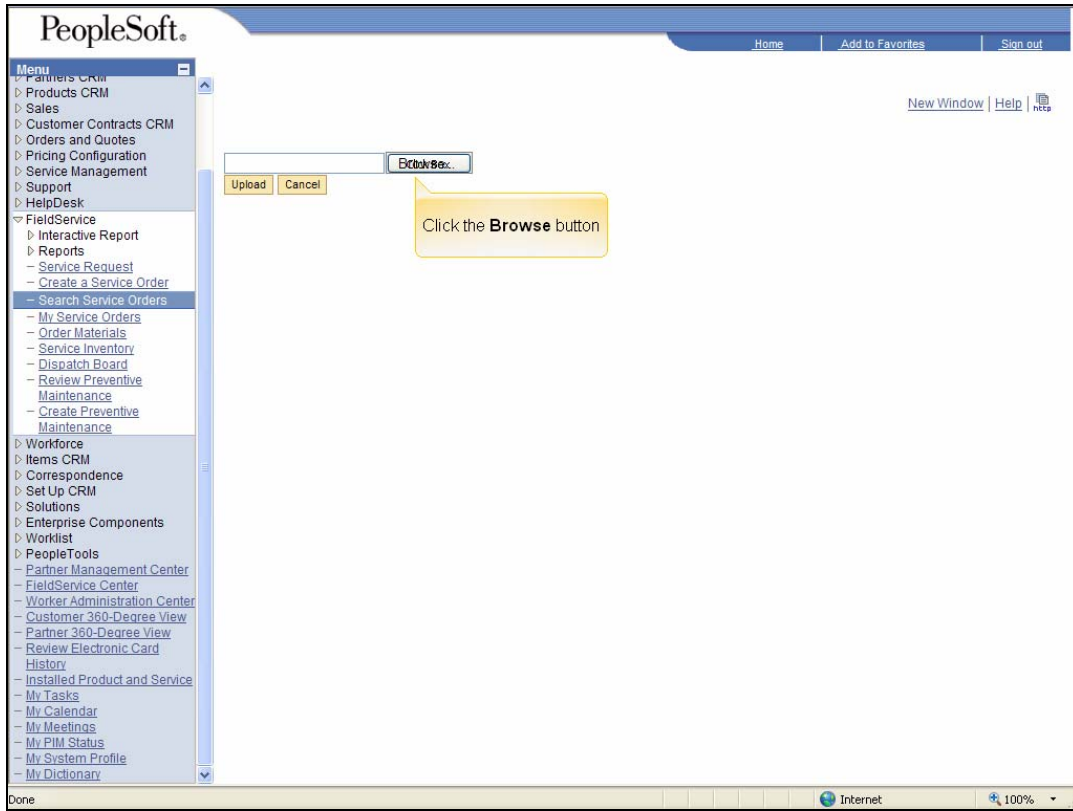 PeopleSoft®
Home Add to Favorites Sign out
Menu
Partners CRM
Products CRM
Sales
Customer Contracts CRM
Orders and Quotes
Pricing Configuration
Service Management
Support
HelpDesk
FieldService
Interactive Report
Reports
Service Request
Create a Service Order
Search Service Orders
My Service Orders
Order Materials
Service Inventory
Dispatch Board
Review Preventive
Maintenance
Create Preventive
Maintenance
Workforce
Items CRM
Correspondence
Set Up CRM
Solutions
Enterprise Components
Worklist
PeopleTools
Partner Management Center
FieldService Center
Worker Administration Center
Customer 360-Degree View
Partner 360-Degree View
Review Electronic Card
History
Installed Product and Service
My Tasks
My Calendar
My Meetings
My PIM Status
My System Profile
My Dictionary
New Window | Help | http
Upload Cancel
Click the Browse button
Done Internet 100%